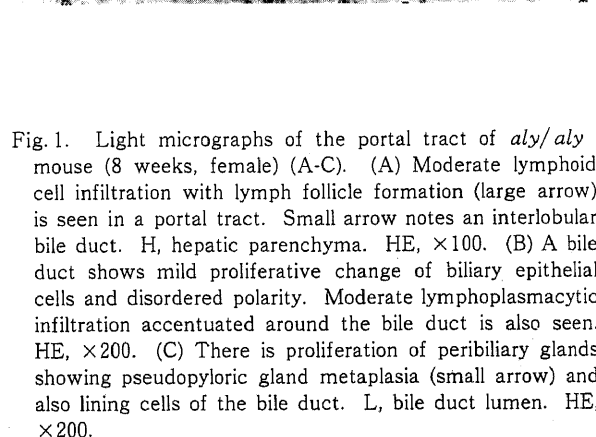 Fig. 1. Light micrographs of the portal tract of aly/aly
mouse (8 weeks, female) (A-C). (A) Moderate lymphoid
cell infiltration with lymph follicle formation (large arrow)
is seen in a portal tract. Small arrow notes an interlobular
bile duct. H, hepatic parenchyma. HE, ×100. (B) A bile
duct shows mild proliferative change of biliary epithelial
cells and disordered polarity. Moderate lymphoplasmacytic
infiltration accentuated around the bile duct is also seen.
HE, ×200. (C) There is proliferation of peribiliary glands
showing pseudopyloric gland metaplasia (small arrow) and
also lining cells of the bile duct. L, bile duct lumen. HE,
×200.